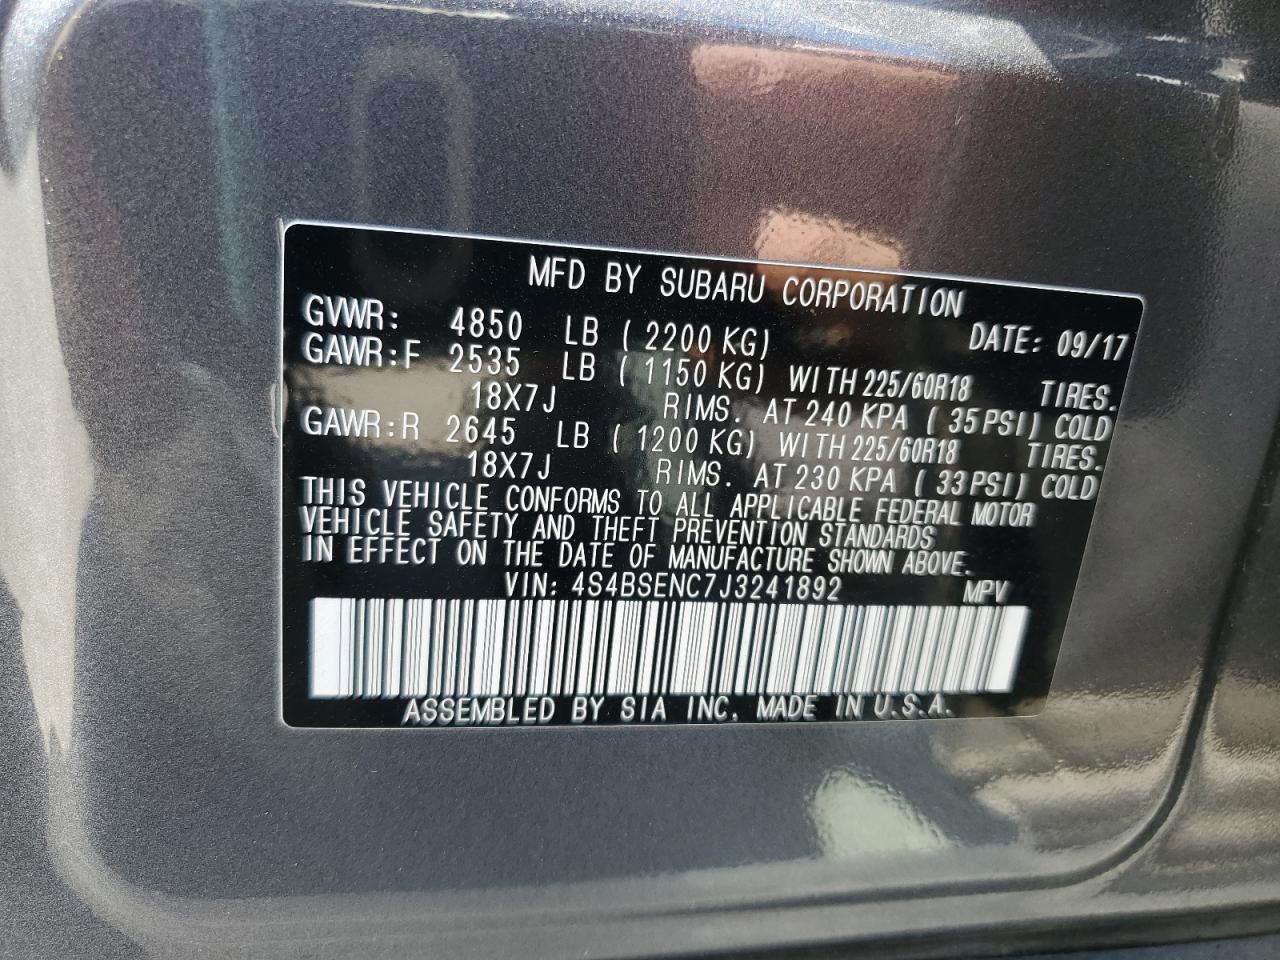 MFD BY SUBARU CORPORATION
GVWR: 4850 LB ( 2200 KG) DATE: 09/17
GAWR:F 2535 LB ( 1150 KG) WITH 225/60R18 TIRES.
18X7J RIMS. AT 240 KPA ( 35 PSI) COLD
GAWR:R 2645 LB ( 1200 KG) WITH 225/60R18 TIRES.
18X7J RIMS. AT 230 KPA ( 33 PSI) COLD
THIS VEHICLE CONFORMS TO ALL APPLICABLE FEDERAL MOTOR
VEHICLE SAFETY AND THEFT PREVENTION STANDARDS
IN EFFECT ON THE DATE OF MANUFACTURE SHOWN ABOVE.
VIN: 4S4BSENC7J3241892 MPV
ASSEMBLED BY SIA INC. MADE IN U.S.A.